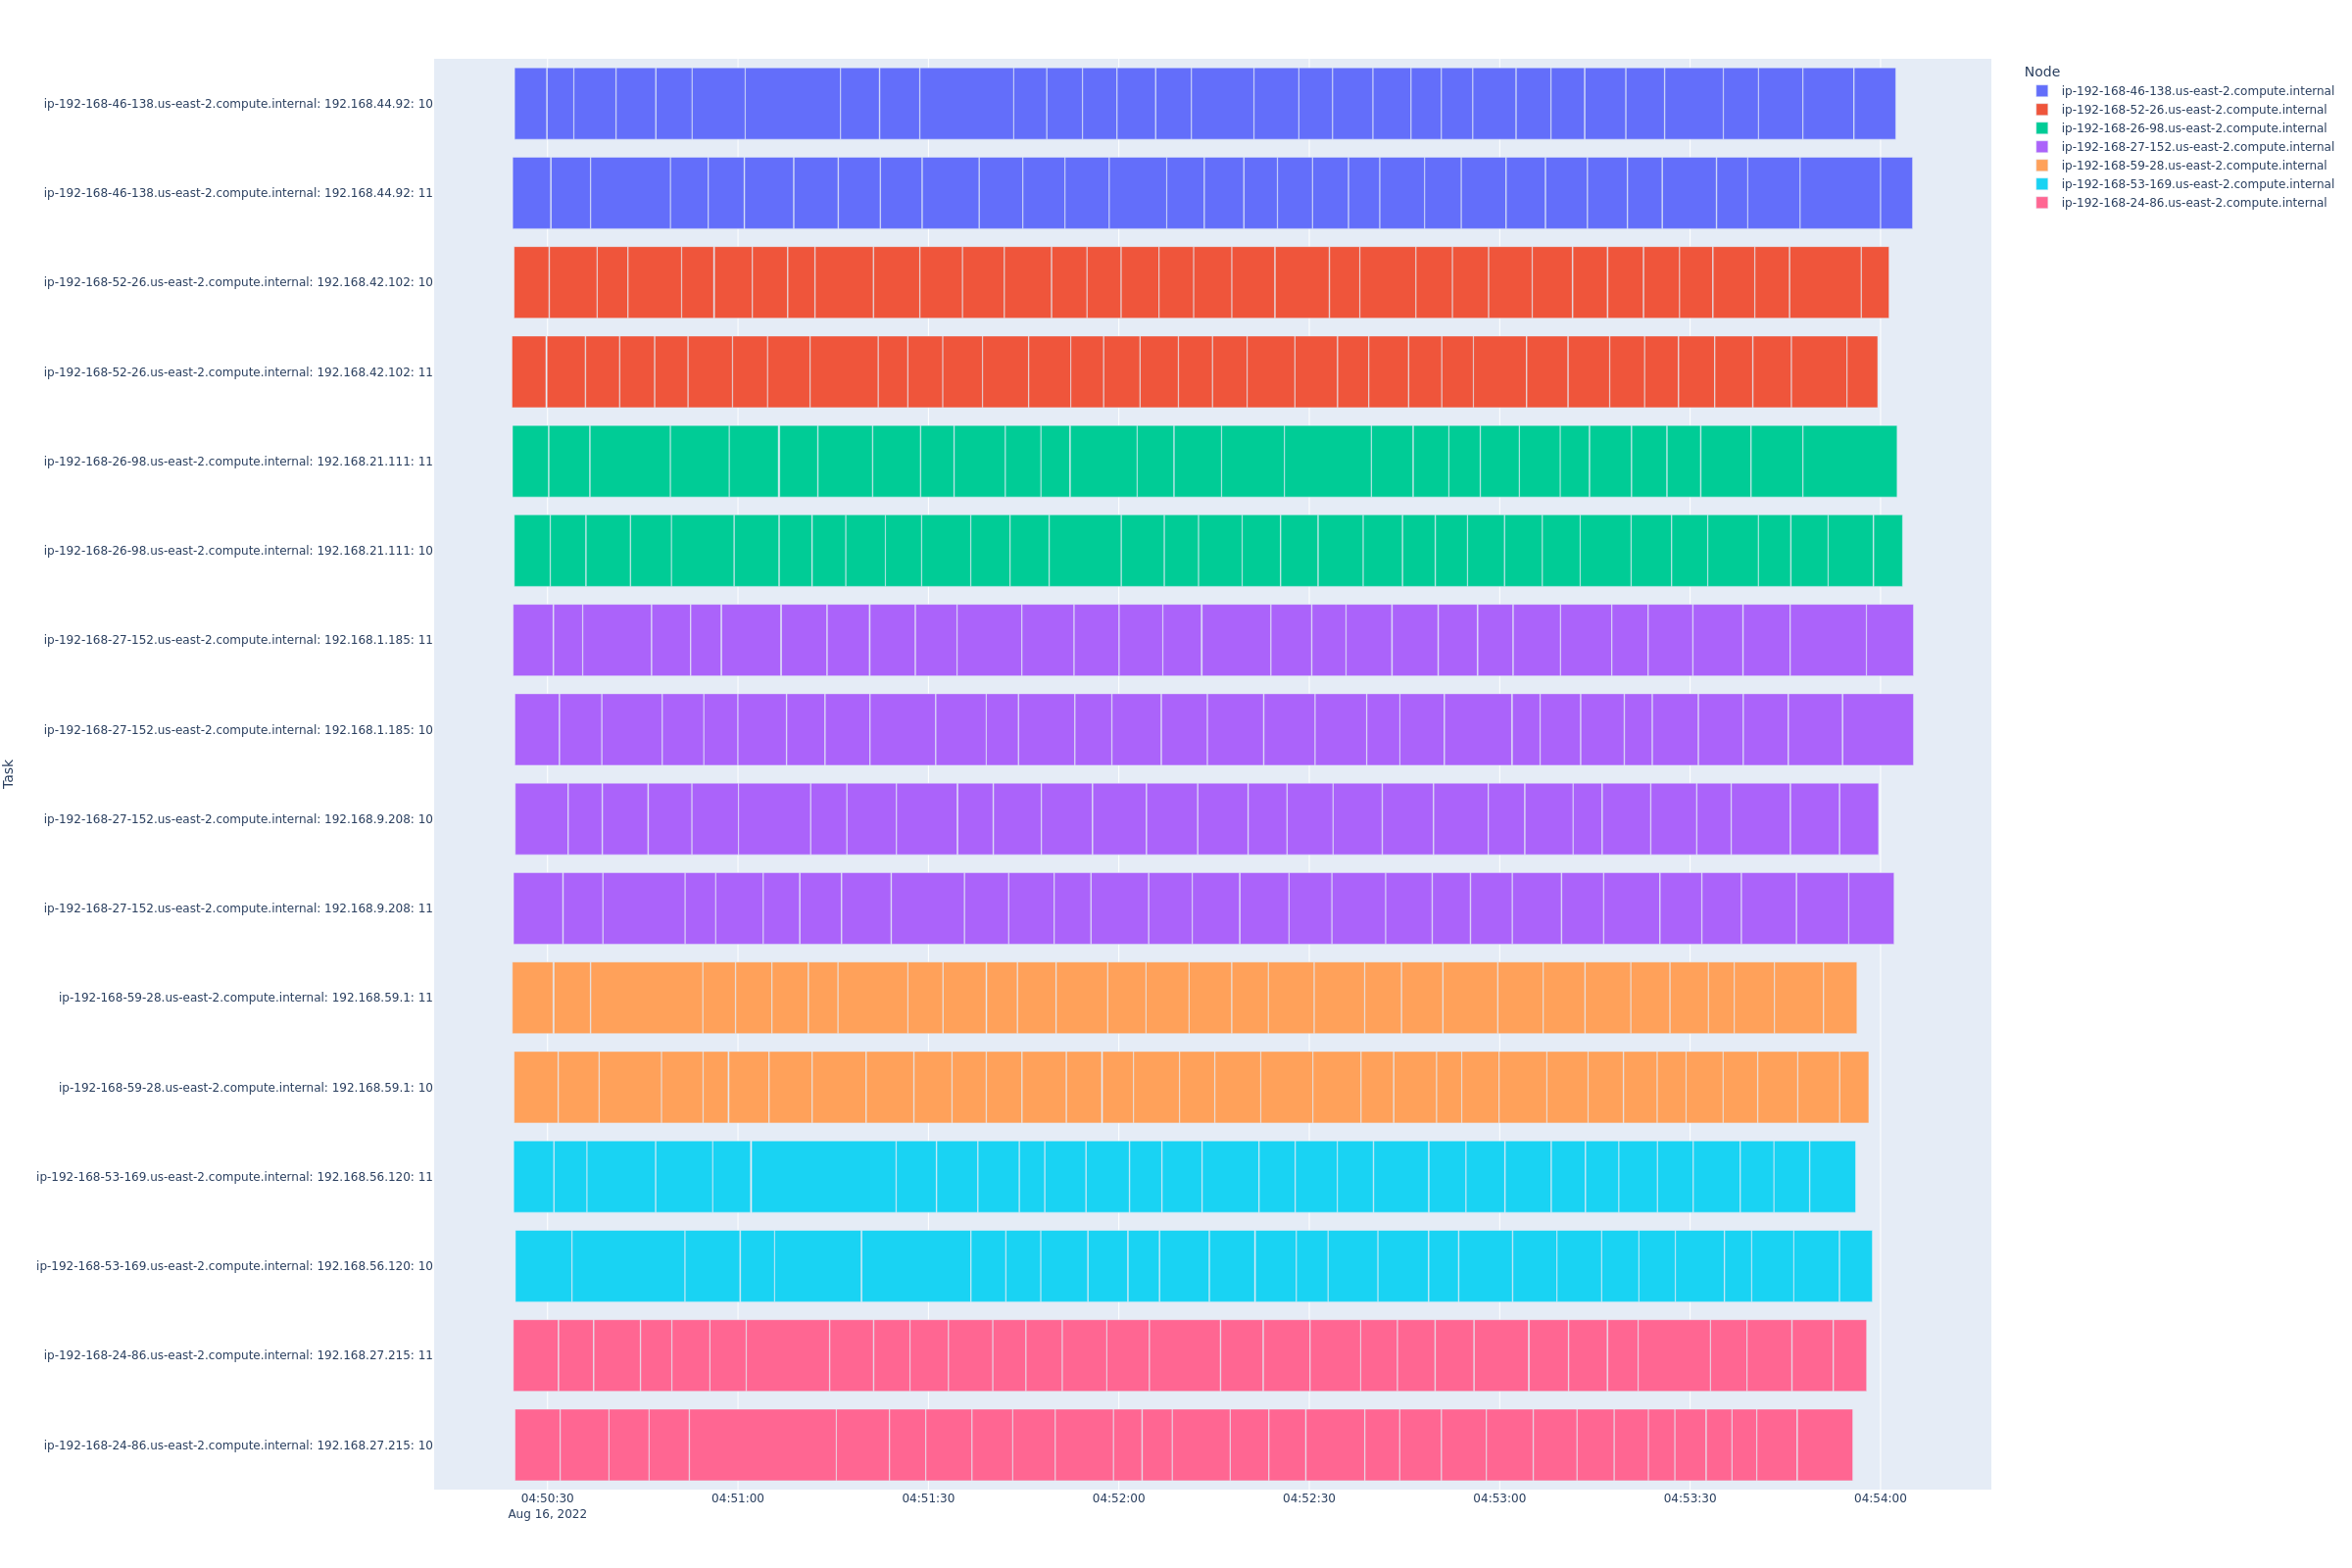 Node
ip-192-168-46-138.us-east-2.compute.internal
ip-192-168-52-26.us-east-2.compute.internal
ip-192-168-26-98.us-east-2.compute.internal
ip-192-168-27-152.us-east-2.compute.internal
ip-192-168-59-28.us-east-2.compute.internal
ip-192-168-53-169.us-east-2.compute.internal
ip-192-168-24-86.us-east-2.compute.internal
ip-192-168-46-138.us-east-2.compute.internal: 192.168.44.92: 10
ip-192-168-46-138.us-east-2.compute.internal: 192.168.44.92: 11
ip-192-168-52-26.us-east-2.compute.internal: 192.168.42.102: 10
ip-192-168-52-26.us-east-2.compute.internal: 192.168.42.102: 11
ip-192-168-26-98.us-east-2.compute.internal: 192.168.21.111: 11
ip-192-168-26-98.us-east-2.compute.internal: 192.168.21.111: 10
ip-192-168-27-152.us-east-2.compute.internal: 192.168.1.185: 11
ip-192-168-27-152.us-east-2.compute.internal: 192.168.1.185: 10
Task
ip-192-168-27-152.us-east-2.compute.internal: 192.168.9.208: 10
ip-192-168-27-152.us-east-2.compute.internal: 192.168.9.208: 11
ip-192-168-59-28.us-east-2.compute.internal: 192.168.59.1: 11
ip-192-168-59-28.us-east-2.compute.internal: 192.168.59.1: 10
ip-192-168-53-169.us-east-2.compute.internal: 192.168.56.120: 11
ip-192-168-53-169.us-east-2.compute.internal: 192.168.56.120: 10
ip-192-168-24-86.us-east-2.compute.internal: 192.168.27.215: 11
ip-192-168-24-86.us-east-2.compute.internal: 192.168.27.215: 10
04:50:30 04:51:00 04:51:30 04:52:00 04:52:30 04:53:00 04:53:30 04:54:00
Aug 16, 2022